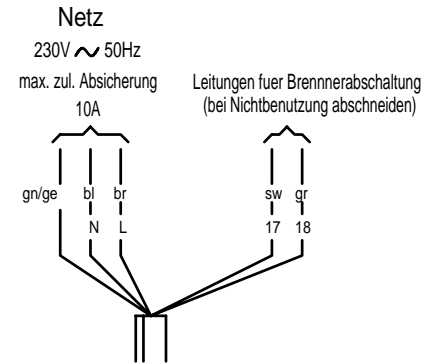 Netz
230V ~ 50Hz
max. zul. Absicherung
10A
Leitungen fuer Brennnerabschaltung
(bei Nichtbenutzung abschneiden)
gn/ge bl br sw gr
N L 17 18